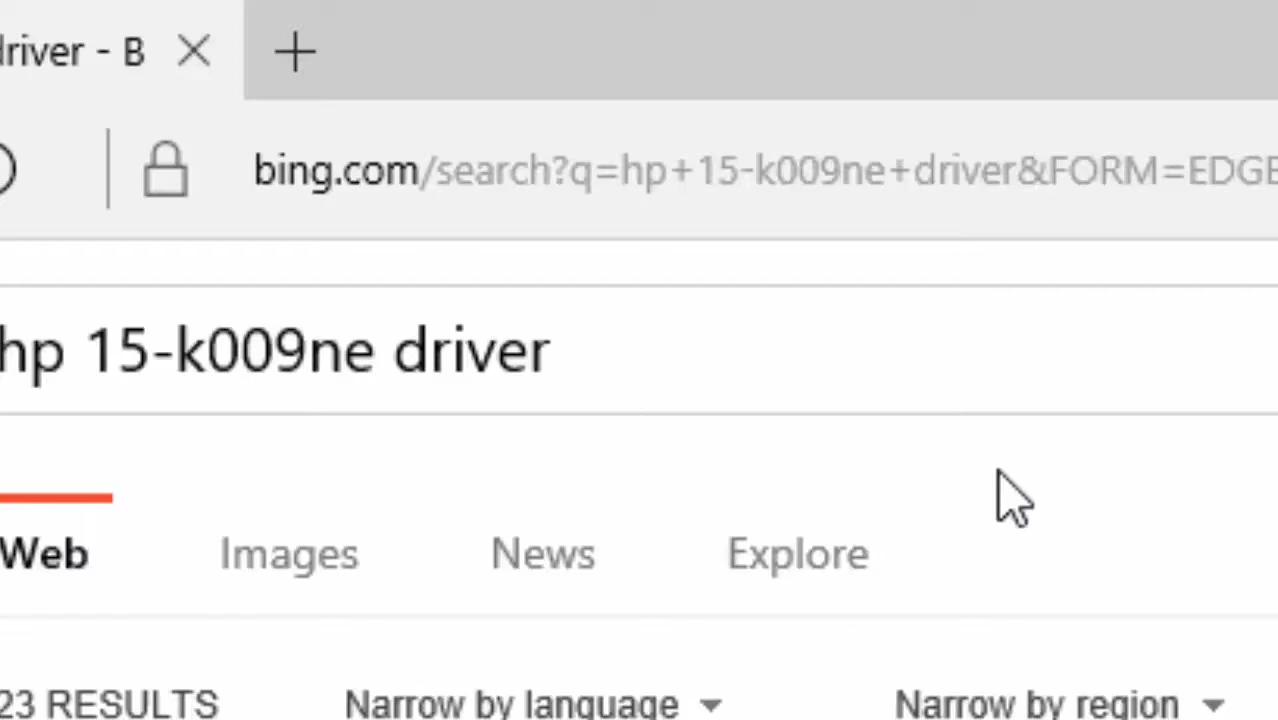 driver - B
bing.com/search?q=hp+15-k009ne+driver&FORM=EDGE
hp 15-k009ne driver
Web Images News Explore
23 RESULTS Narrow by language Narrow by region